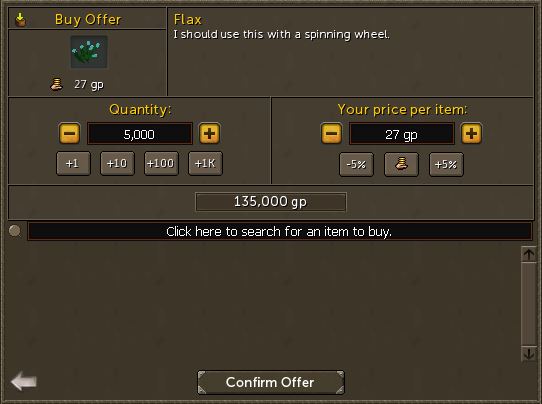 Buy Offer
Flax
I should use this with a spinning wheel.
27 gp
Quantity:
Your price per item:
5,000
27 gp
+1
+10
+100
+1K
-5%
+5%
135,000 gp
Click here to search for an item to buy.
Confirm Offer